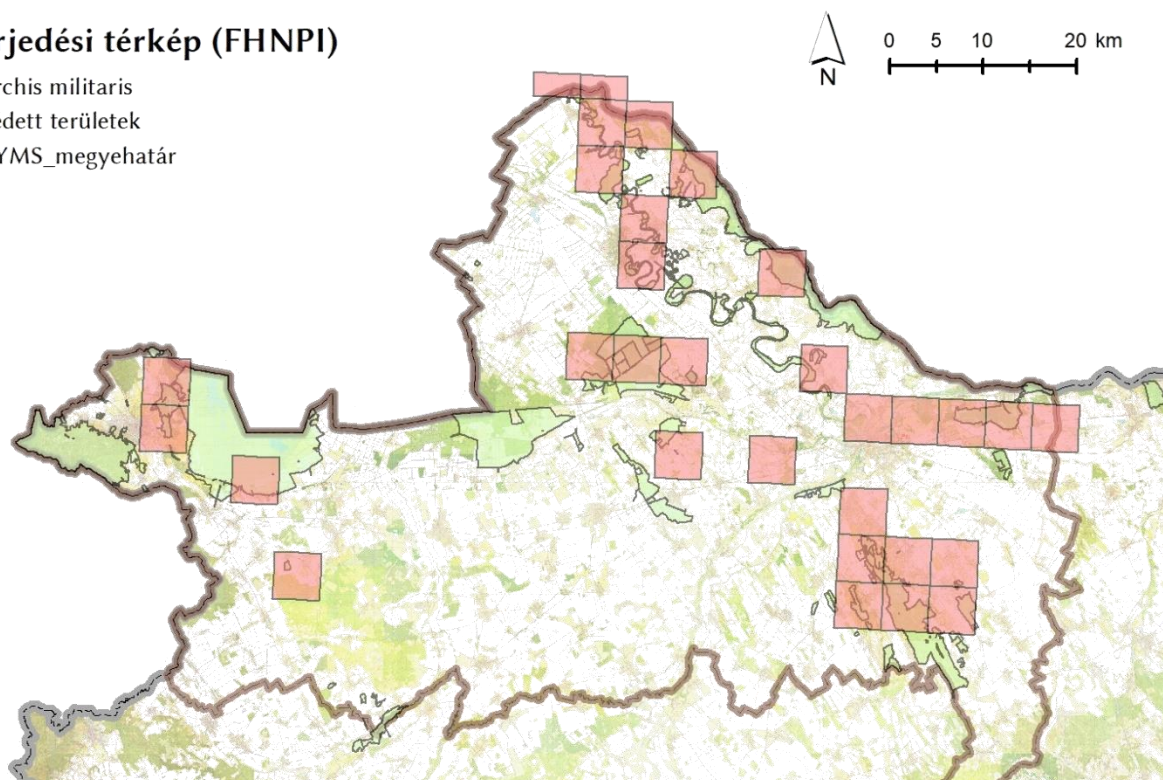 rjedési térkép (FHNPI)
rchis militaris
edett területek
YMS_megyehatár
0 5 10 20 km
N